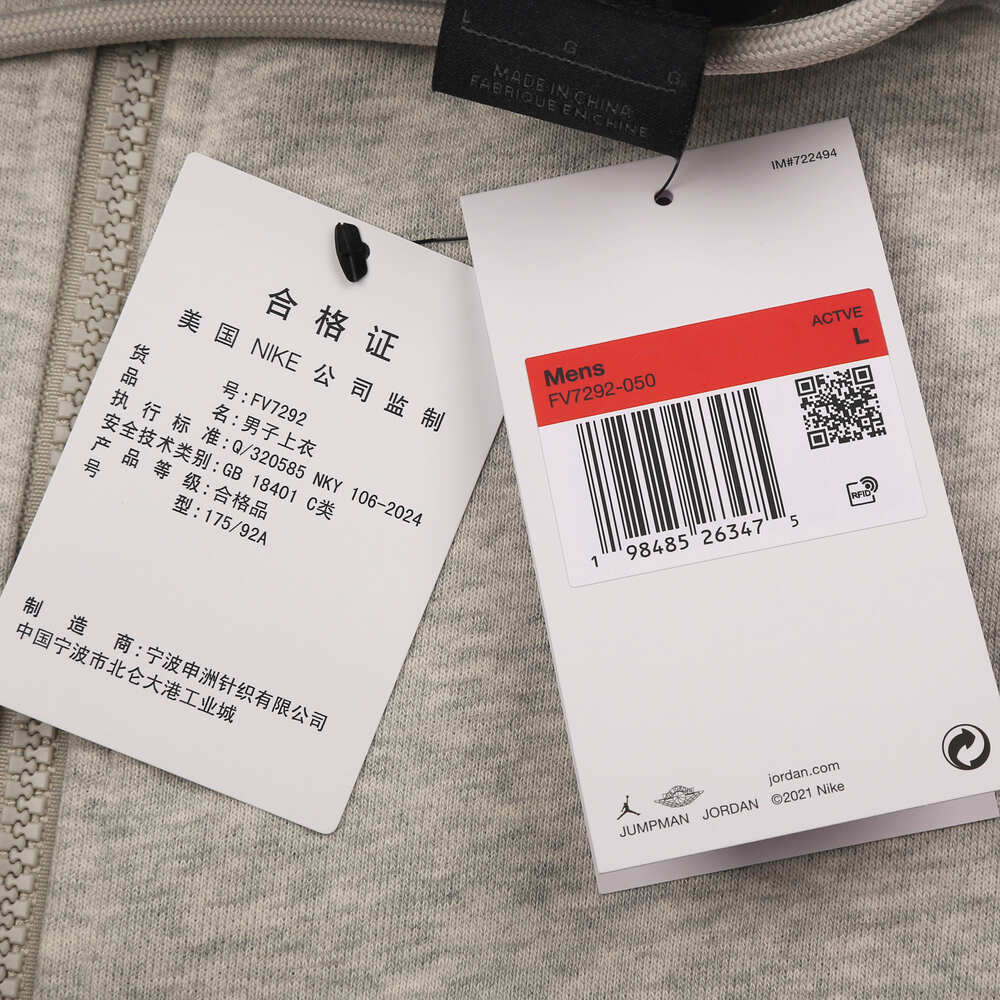 L
G
G
MADE IN CHINA
FABRIQUE EN CHINE
合格证
美国NIKE公司监制
货号:FV7292
品名:男子上衣
执行标准:Q/320585 NKY 106-2024
安全技术类别:GB 18401 C类
产品等级:合格品
号型:175/92A
制造商:宁波申洲针织有限公司
中国宁波市北仑大港工业城
IM#722494
ACTVE
Mens L
FV7292-050
RFID
1 98485 26347 5
jordan.com
JUMPMAN JORDAN ©2021 Nike